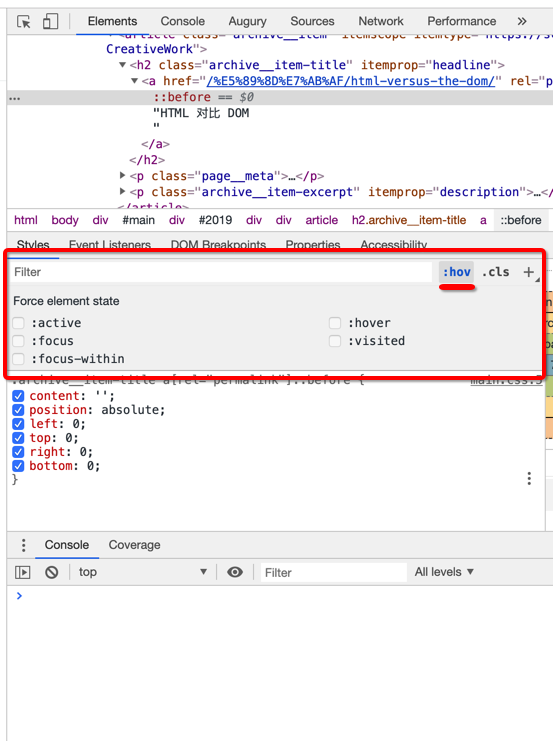 Elements Console Augury Sources Network Performance »
<article class="archive__item" itemscope itemtype="https://s
CreativeWork">
▼<h2 class="archive__item-title" itemprop="headline">
▼<a href="/%E5%89%8D%E7%AB%AF/html-versus-the-dom/" rel="p
… ::before == $0
"HTML 对比 DOM
"
</a>
</h2>
▶<p class="page__meta">…</p>
▶<p class="archive__item-excerpt" itemprop="description">…</
</article>
html body div #main div #2019 div div article h2.archive__item-title a ::before
Styles Event Listeners DOM Breakpoints Properties Accessibility
Filter :hov .cls +
Force element state
:active :hover
:focus :visited
:focus-within
.archive__item-title a[rel="permalink"]::before { main.css:5
content: '';
position: absolute;
left: 0;
top: 0;
right: 0;
bottom: 0;
}
Console Coverage
top ▼ Filter All levels ▼
>